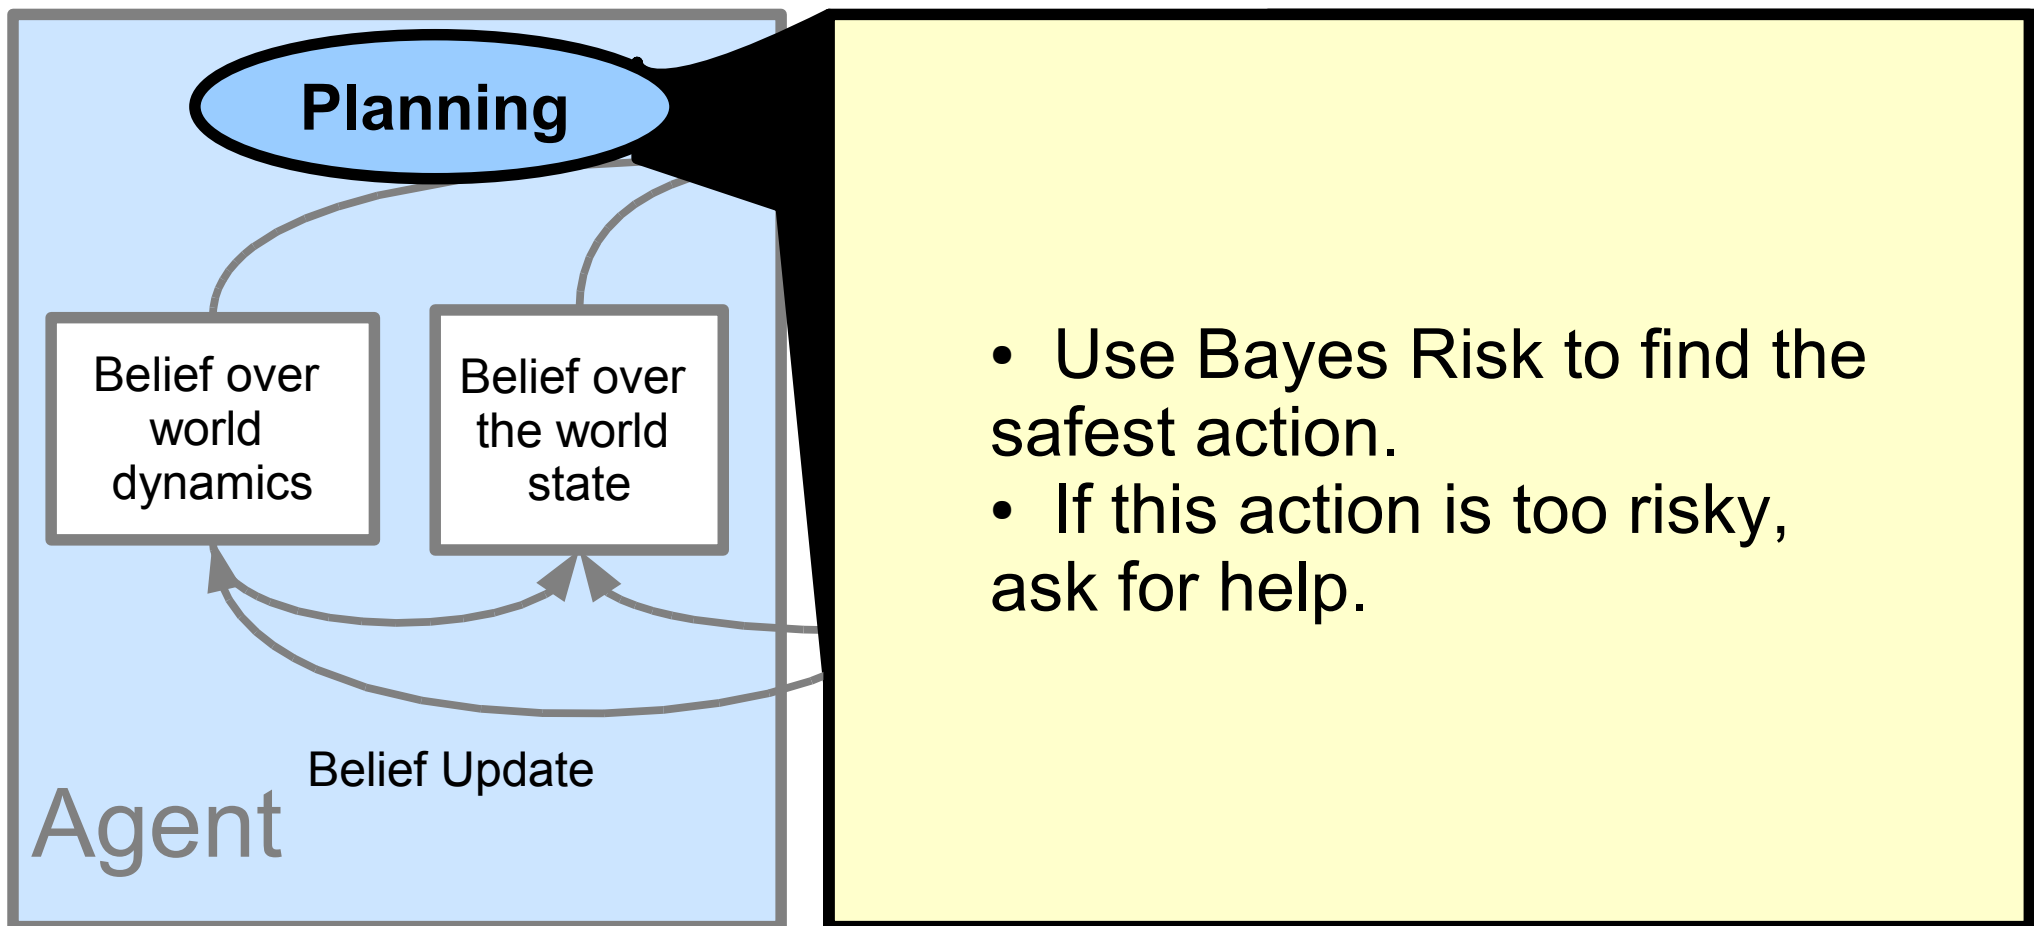 Planning
Belief over
world
dynamics
Belief over
the world
state
Belief Update
Agent
• Use Bayes Risk to find the
safest action.
• If this action is too risky,
ask for help.